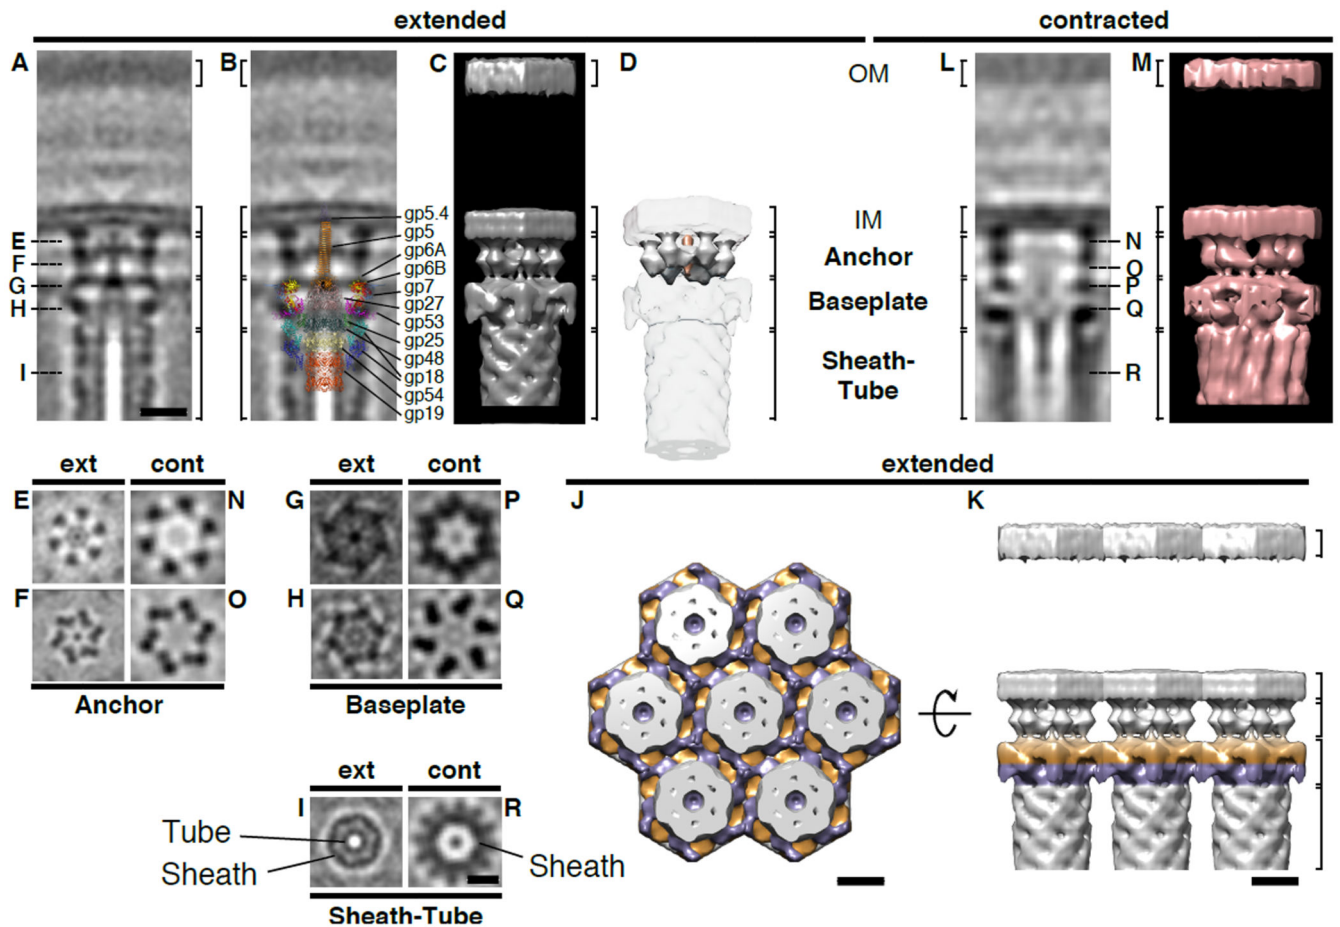 extended
contracted
A
B
C
D
L
M
OM
gp5.4
gp5
gp6A
gp6B
gp7
gp27
gp53
gp25
gp48
gp18
gp54
gp19
IM
Anchor
Baseplate
Sheath-
Tube
E
F
G
H
I
N
O
P
Q
R
ext cont
ext cont
extended
E
N
G
P
J
K
F
O
H
Q
Anchor
Baseplate
ext cont
I
R
Tube
Sheath
Sheath
Sheath-Tube